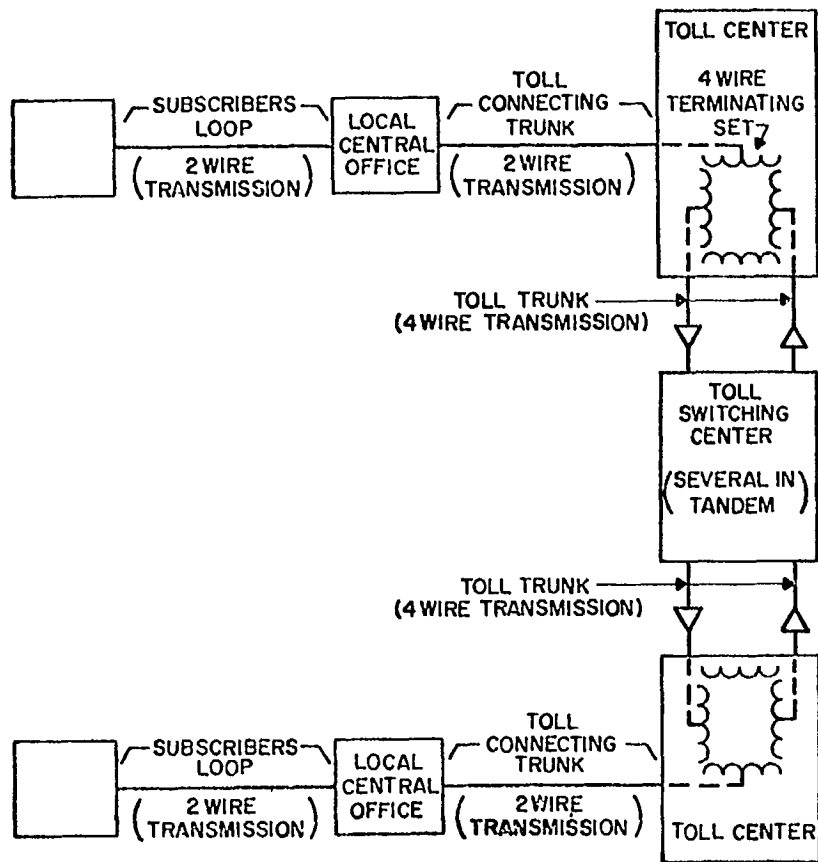 TOLL CENTER
4 WIRE
TERMINATING
SET
SUBSCRIBERS
LOOP
(2 WIRE
TRANSMISSION)
LOCAL
CENTRAL
OFFICE
TOLL
CONNECTING
TRUNK
(2 WIRE
TRANSMISSION)
TOLL TRUNK
(4 WIRE TRANSMISSION)
TOLL
SWITCHING
CENTER
(SEVERAL IN
TANDEM)
TOLL TRUNK
(4 WIRE TRANSMISSION)
SUBSCRIBERS
LOOP
(2 WIRE
TRANSMISSION)
LOCAL
CENTRAL
OFFICE
TOLL
CONNECTING
TRUNK
(2 WIRE
TRANSMISSION)
TOLL CENTER